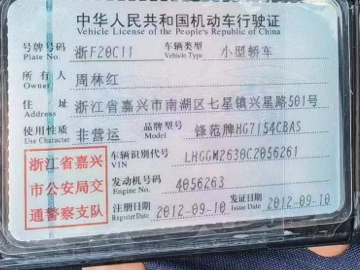 中华人民共和国机动车行驶证
Vehicle License of the People's Republic of China
号牌号码 浙F20C11 车辆类型 小型轿车
Plate No. Vehicle Type
所有人 周林红
Owner
住址 浙江省嘉兴市南湖区七星镇兴星路501号
Address
使用性质 非营运 品牌型号 锋范牌HG7154CBAS
Use Character Model
浙江省嘉兴
市公安局交
通警察支队
车辆识别代号 LHGGM2630C2056261
VIN
发动机号码 4056263
Engine No.
注册日期 2012-09-10 发证日期 2012-09-10
Register Date Issue Date